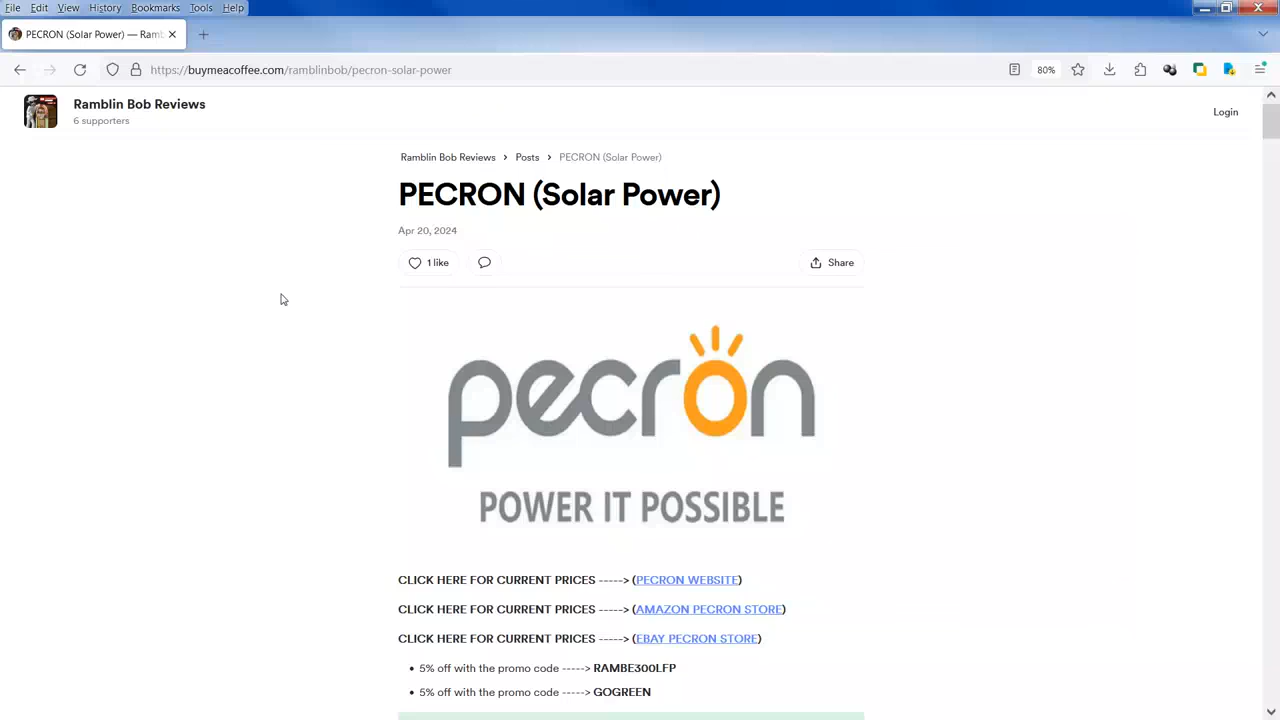 File Edit View History Bookmarks Tools Help
PECRON (Solar Power) — Ramb
https://buymeacoffee.com/ramblinbob/pecron-solar-power
80%
Ramblin Bob Reviews
6 supporters
Login
Ramblin Bob Reviews > Posts > PECRON (Solar Power)
PECRON (Solar Power)
Apr 20, 2024
1 like
Share
pecron
POWER IT POSSIBLE
CLICK HERE FOR CURRENT PRICES -----> (PECRON WEBSITE)
CLICK HERE FOR CURRENT PRICES -----> (AMAZON PECRON STORE)
CLICK HERE FOR CURRENT PRICES -----> (EBAY PECRON STORE)
• 5% off with the promo code -----> RAMBE300LFP
• 5% off with the promo code -----> GOGREEN